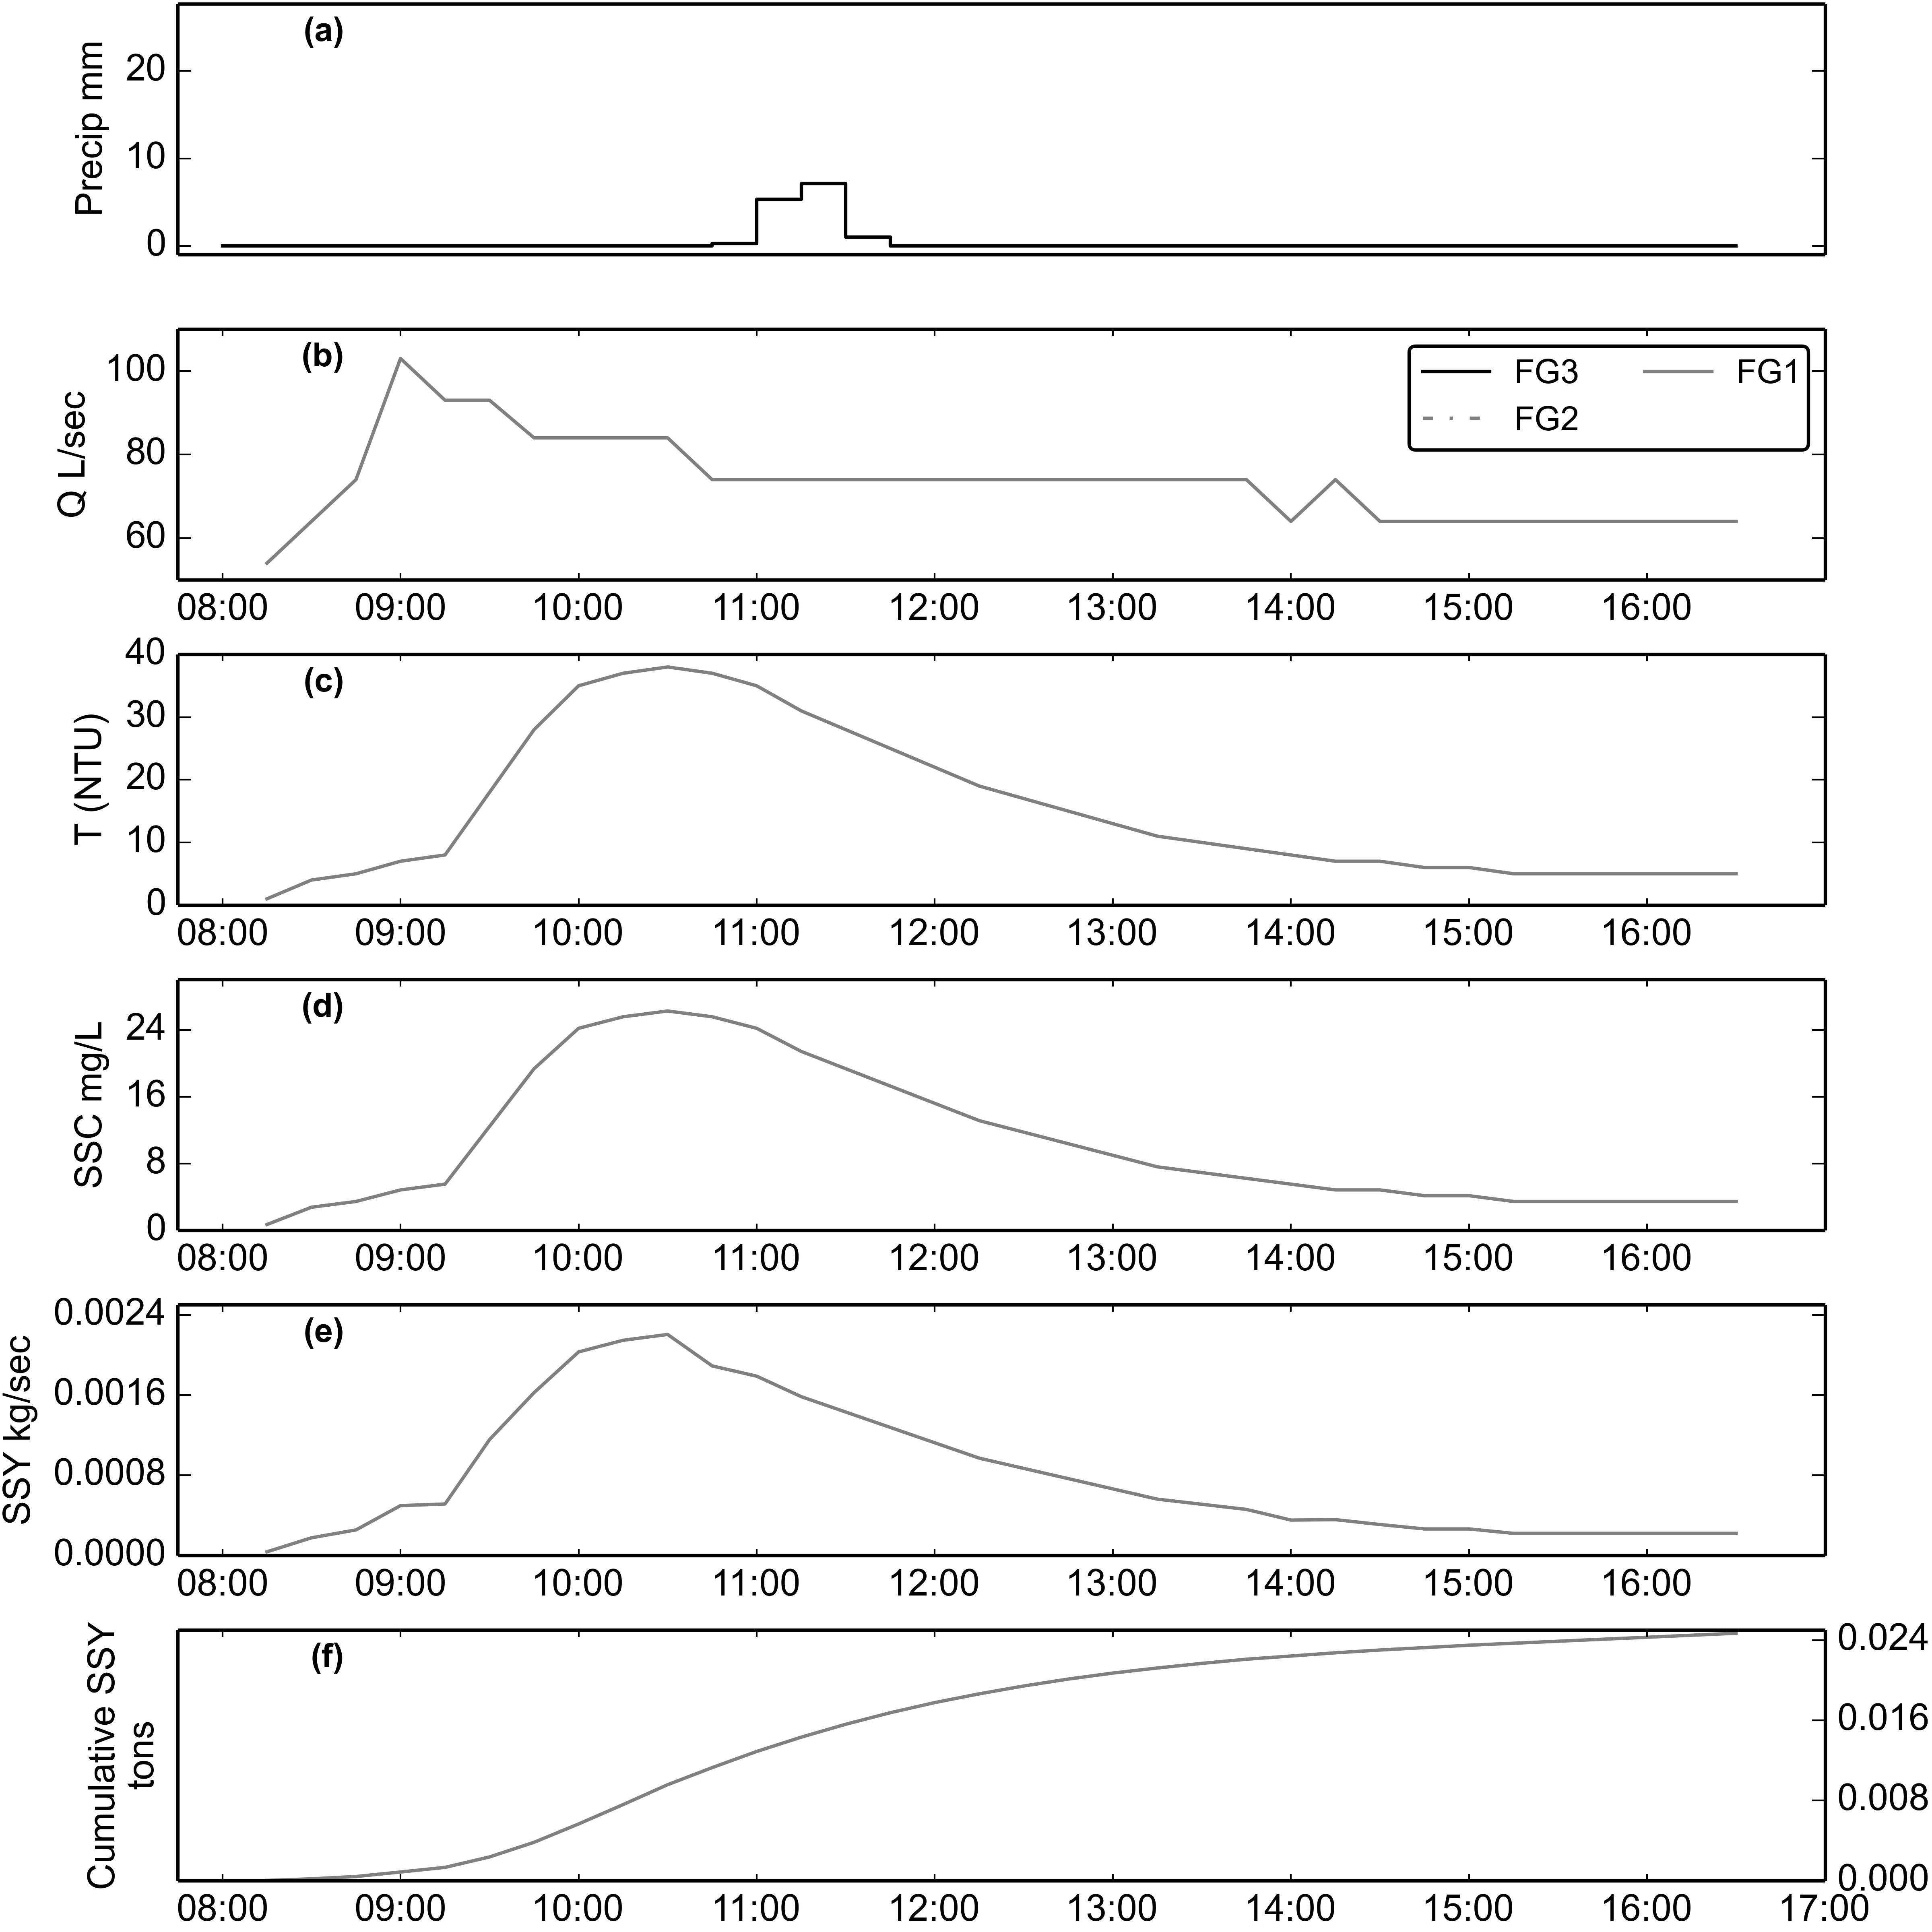 (a)
Precip mm
20
10
0
(b)
Q L/sec
100
80
60
FG3 FG1
FG2
08:00 09:00 10:00 11:00 12:00 13:00 14:00 15:00 16:00
(c)
T (NTU)
40
30
20
10
0
08:00 09:00 10:00 11:00 12:00 13:00 14:00 15:00 16:00
(d)
SSC mg/L
24
16
8
0
08:00 09:00 10:00 11:00 12:00 13:00 14:00 15:00 16:00
(e)
SSY kg/sec
0.0024
0.0016
0.0008
0.0000
08:00 09:00 10:00 11:00 12:00 13:00 14:00 15:00 16:00
(f)
Cumulative SSY
tons
0.024
0.016
0.008
0.000
08:00 09:00 10:00 11:00 12:00 13:00 14:00 15:00 16:00 17:00